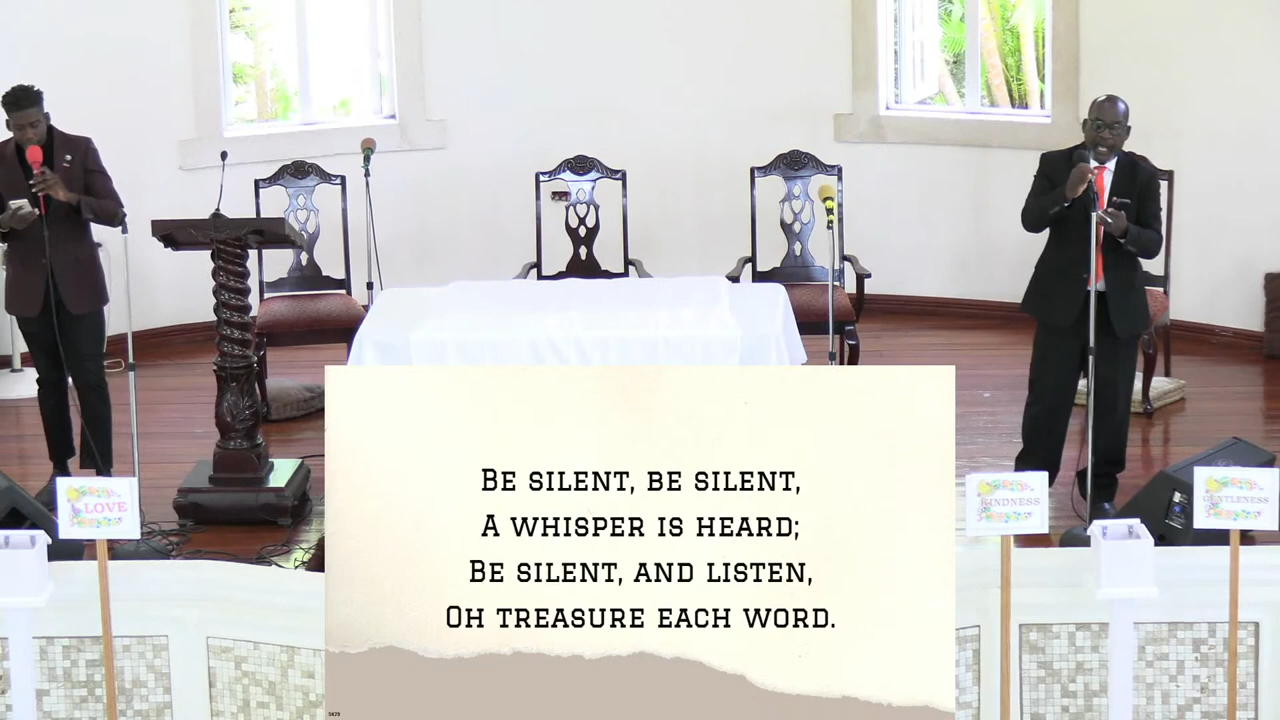 BE SILENT, BE SILENT,
A WHISPER IS HEARD;
BE SILENT, AND LISTEN,
OH TREASURE EACH WORD.
LOVE
KINDNESS
GENTLENESS